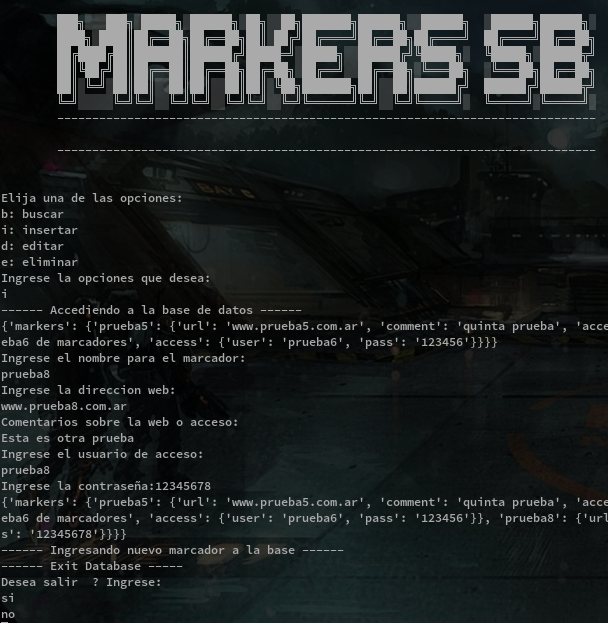 MARKERS SB
---------------------------------------------------------------------------
---------------------------------------------------------------------------
BAY 6
Elija una de las opciones:
b: buscar
i: insertar
d: editar
e: eliminar
Ingrese la opciones que desea:
i
------ Accediendo a la base de datos ------
{'markers': {'prueba5': {'url': 'www.prueba5.com.ar', 'comment': 'quinta prueba', 'acce
eba6 de marcadores', 'access': {'user': 'prueba6', 'pass': '123456'}}}}
Ingrese el nombre para el marcador:
prueba8
Ingrese la direccion web:
www.prueba8.com.ar
Comentarios sobre la web o acceso:
Esta es otra prueba
Ingrese el usuario de acceso:
prueba8
Ingrese la contraseña:12345678
{'markers': {'prueba5': {'url': 'www.prueba5.com.ar', 'comment': 'quinta prueba', 'acce
eba6 de marcadores', 'access': {'user': 'prueba6', 'pass': '123456'}}, 'prueba8': {'url
s': '12345678'}}}}
------ Ingresando nuevo marcador a la base ------
------ Exit Database -----
Desea salir  ? Ingrese:
si
no